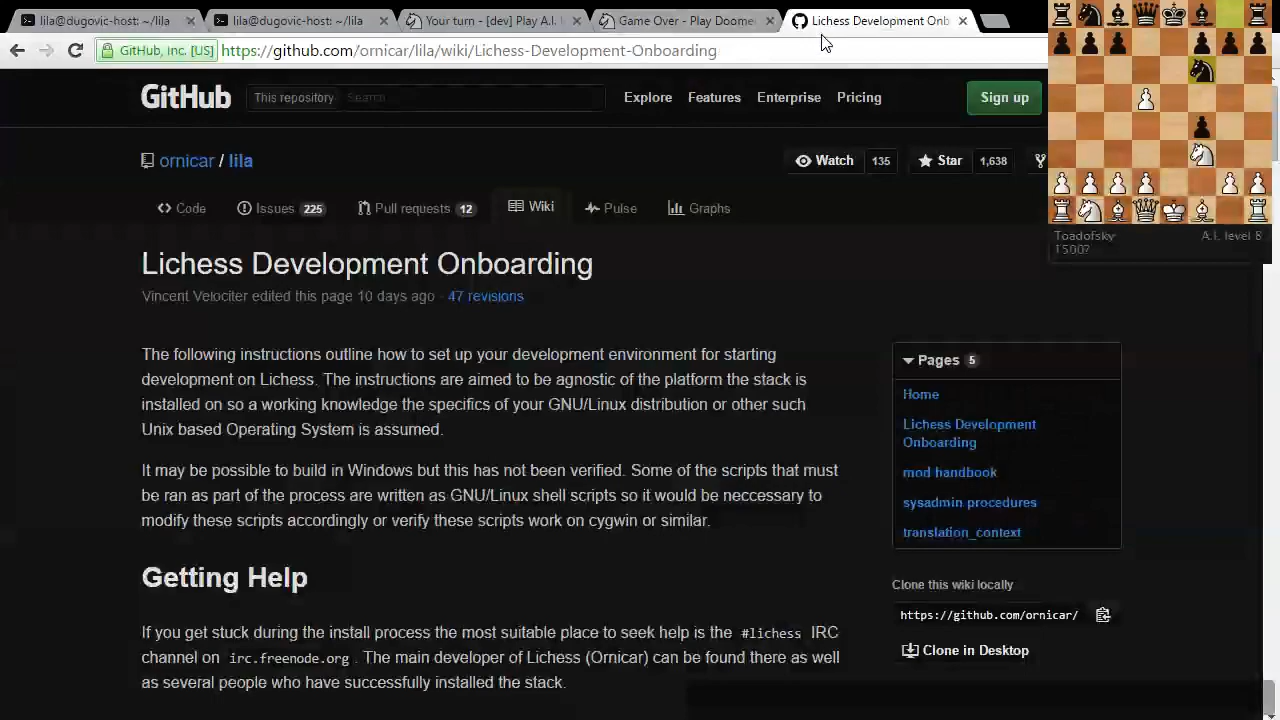 lila@dugovic-host: ~/lila
lila@dugovic-host: ~/lila
Your turn - [dev] Play A.I.
Game Over - Play Doome
Lichess Development Onb
GitHub, Inc. [US]
https://github.com/ornicar/lila/wiki/Lichess-Development-Onboarding
GitHub
This repository
Search
Explore
Features
Enterprise
Pricing
Sign up
ornicar / lila
Watch
135
Star
1,638
Code
Issues 225
Pull requests 12
Wiki
Pulse
Graphs
Toadofsky
1500?
A.I. level 8
Lichess Development Onboarding
Vincent Velociter edited this page 10 days ago · 47 revisions
The following instructions outline how to set up your development environment for starting
development on Lichess. The instructions are aimed to be agnostic of the platform the stack is
installed on so a working knowledge the specifics of your GNU/Linux distribution or other such
Unix based Operating System is assumed.
It may be possible to build in Windows but this has not been verified. Some of the scripts that must
be ran as part of the process are written as GNU/Linux shell scripts so it would be neccessary to
modify these scripts accordingly or verify these scripts work on cygwin or similar.
Getting Help
If you get stuck during the install process the most suitable place to seek help is the #lichess IRC
channel on irc.freenode.org. The main developer of Lichess (Ornicar) can be found there as well
as several people who have successfully installed the stack.
Pages 5
Home
Lichess Development
Onboarding
mod handbook
sysadmin procedures
translation_context
Clone this wiki locally
https://github.com/ornicar/
Clone in Desktop